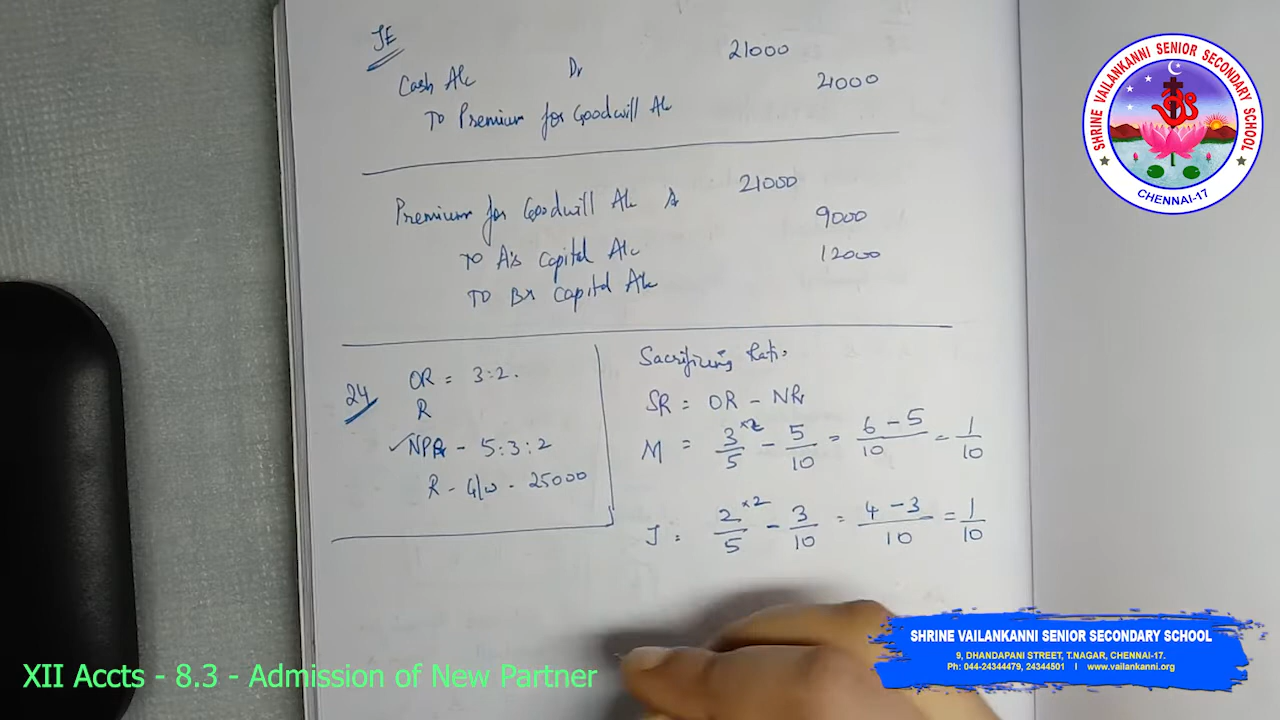 JE
Cash A/c Dr 21000
To Premium for Goodwill A/c 21000
Premium for Goodwill A/c Dr 21000
To A's Capital A/c 9000
To B's Capital A/c 12000
24
OR = 3:2.
R
✓NPR - 5:3:2
R - G/w - 25000
Sacrificing Ratio
SR = OR - NR
M = 3×2/5 - 5/10 = 6-5/10 = 1/10
J = 2×2/5 - 3/10 = 4-3/10 = 1/10
SHRINE VAILANKANNI SENIOR SECONDARY SCHOOL
CHENNAI-17
SHRINE VAILANKANNI SENIOR SECONDARY SCHOOL
9, DHANDAPANI STREET, T.NAGAR, CHENNAI-17.
Ph: 044-24344479, 24344501 I www.vailankanni.org
XII Accts - 8.3 - Admission of New Partner